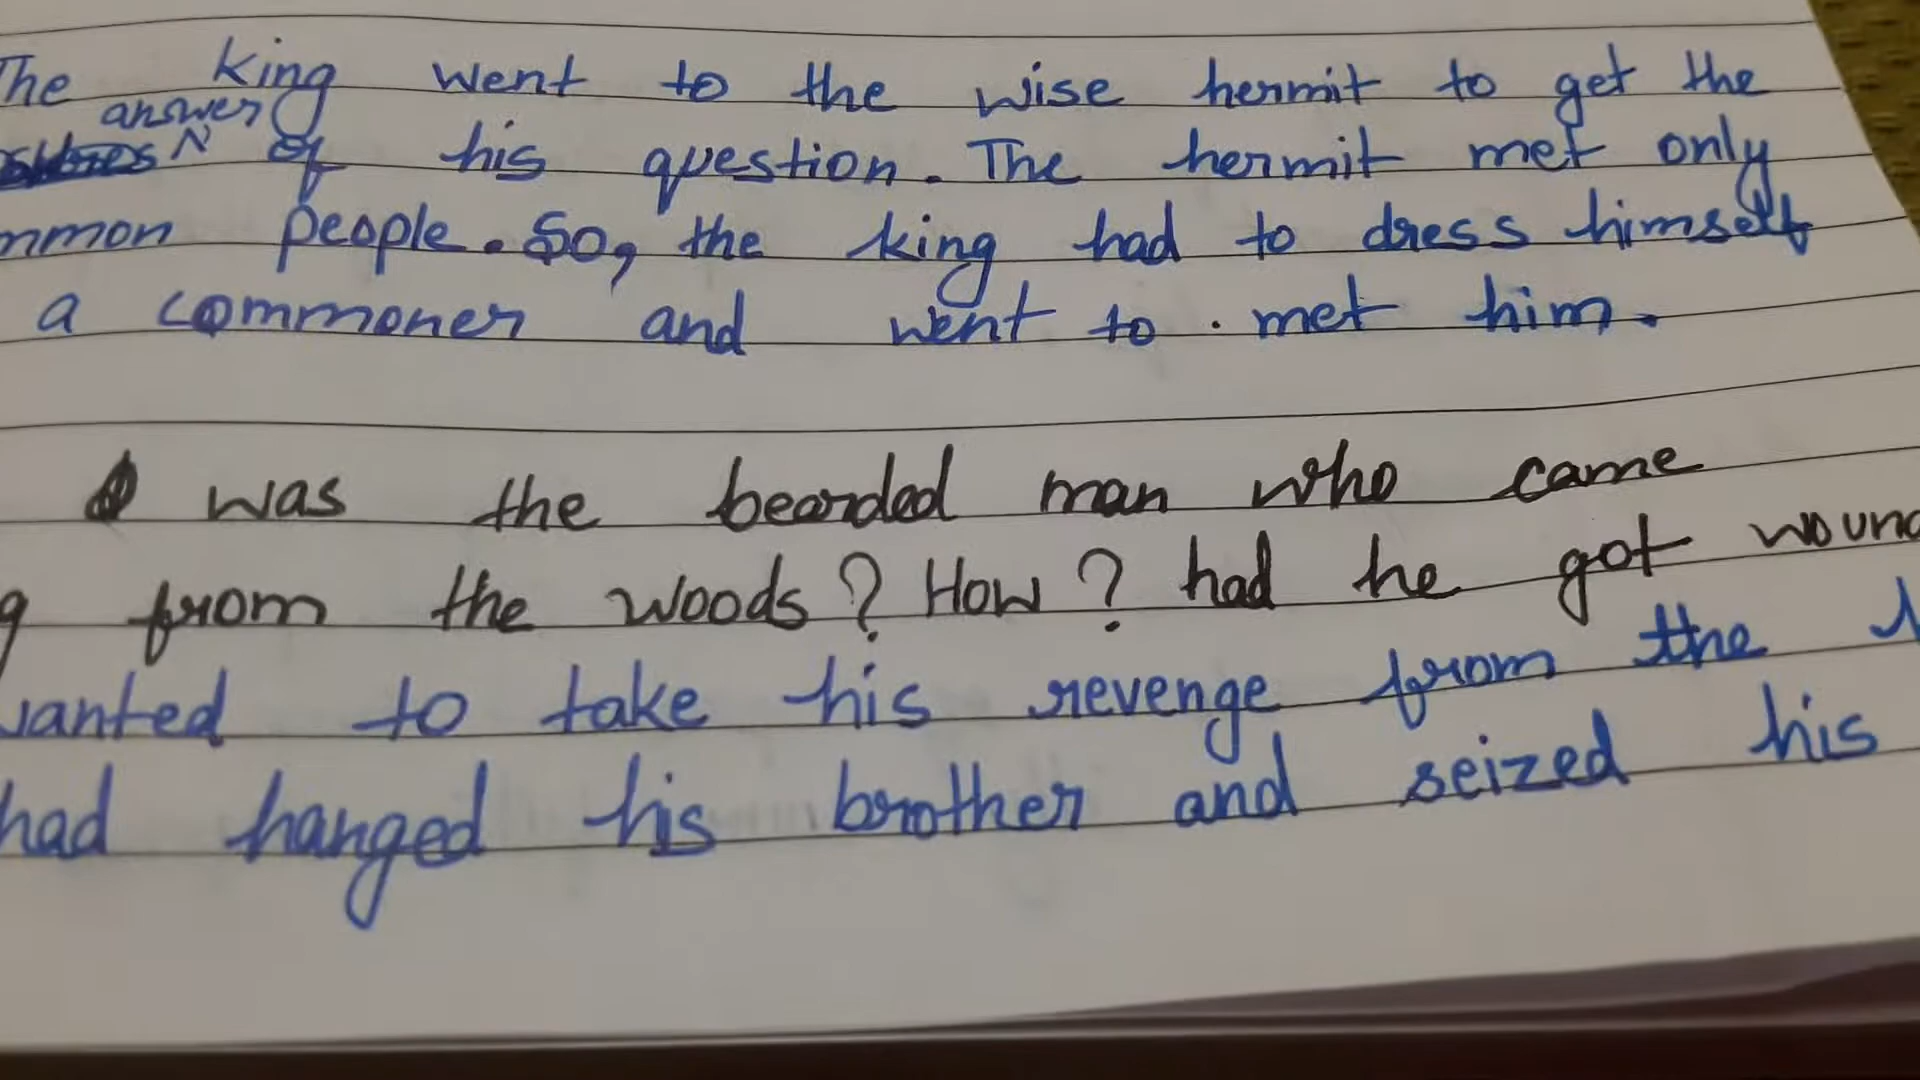 The king went to the wise hermit to get the
answer
of his question. The hermit met only
mmon people. So, the king had to dress himself
a commoner and went to . met him.
was the bearded man who came
g from the woods? How? had he got wound
wanted to take his revenge from the
had hanged his brother and seized his